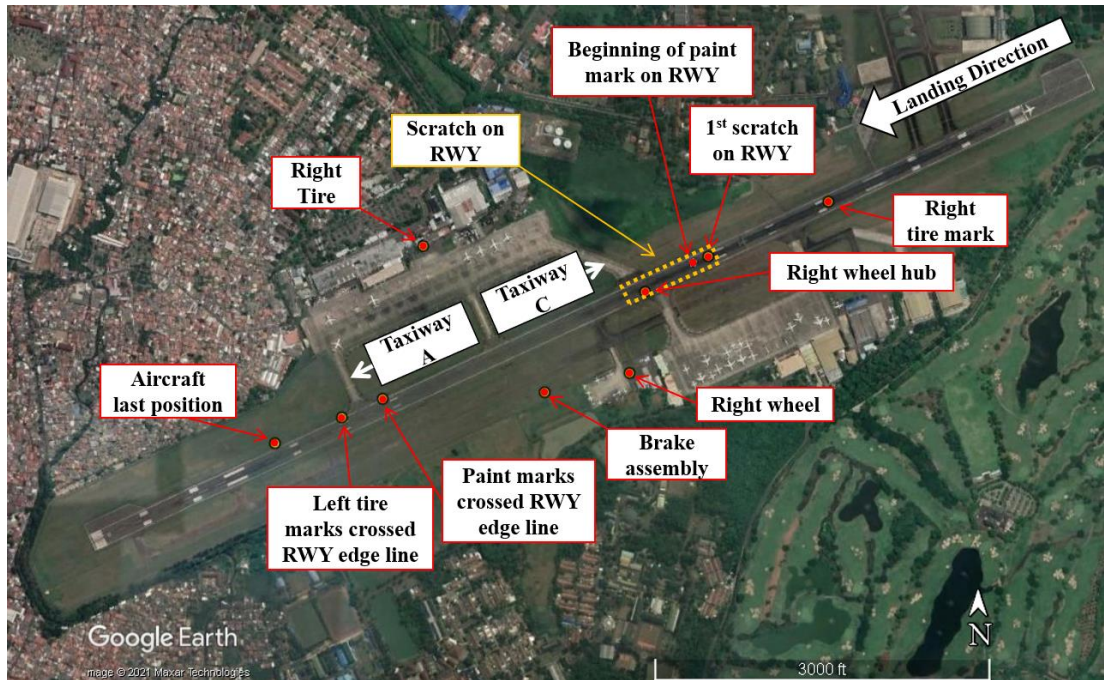 Beginning of paint
mark on RWY
Landing Direction
Scratch on
RWY
1st scratch
on RWY
Right
Tire
Right
tire mark
Right wheel hub
Taxiway
C
Taxiway
A
Aircraft
last position
Right wheel
Brake
assembly
Left tire
marks crossed
RWY edge line
Paint marks
crossed RWY
edge line
Google Earth
mage © 2021 Maxar Technologies
N
3000 ft